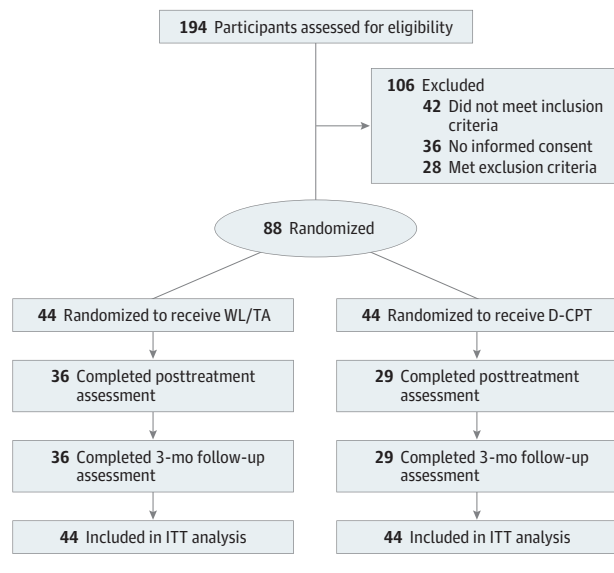 194 Participants assessed for eligibility
106 Excluded
42 Did not meet inclusion
criteria
36 No informed consent
28 Met exclusion criteria
88 Randomized
44 Randomized to receive WL/TA
44 Randomized to receive D-CPT
36 Completed posttreatment
assessment
29 Completed posttreatment
assessment
36 Completed 3-mo follow-up
assessment
29 Completed 3-mo follow-up
assessment
44 Included in ITT analysis
44 Included in ITT analysis